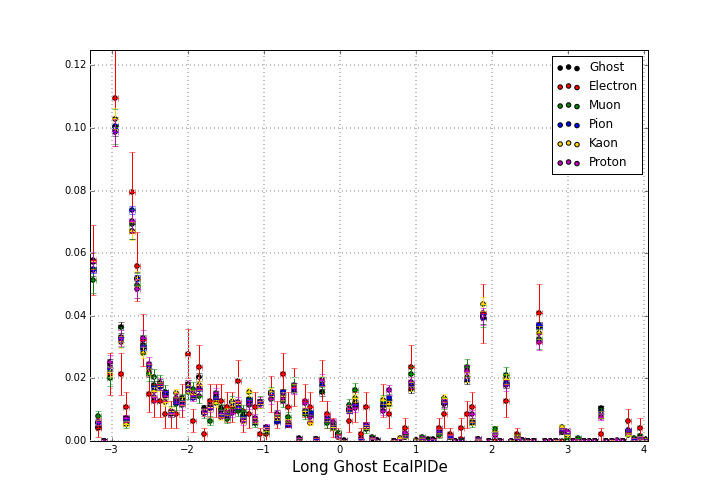 0.12
0.10
0.08
0.06
0.04
0.02
0.00
−3
−2
−1
0
1
2
3
4
Long Ghost EcalPIDe
Ghost
Electron
Muon
Pion
Kaon
Proton